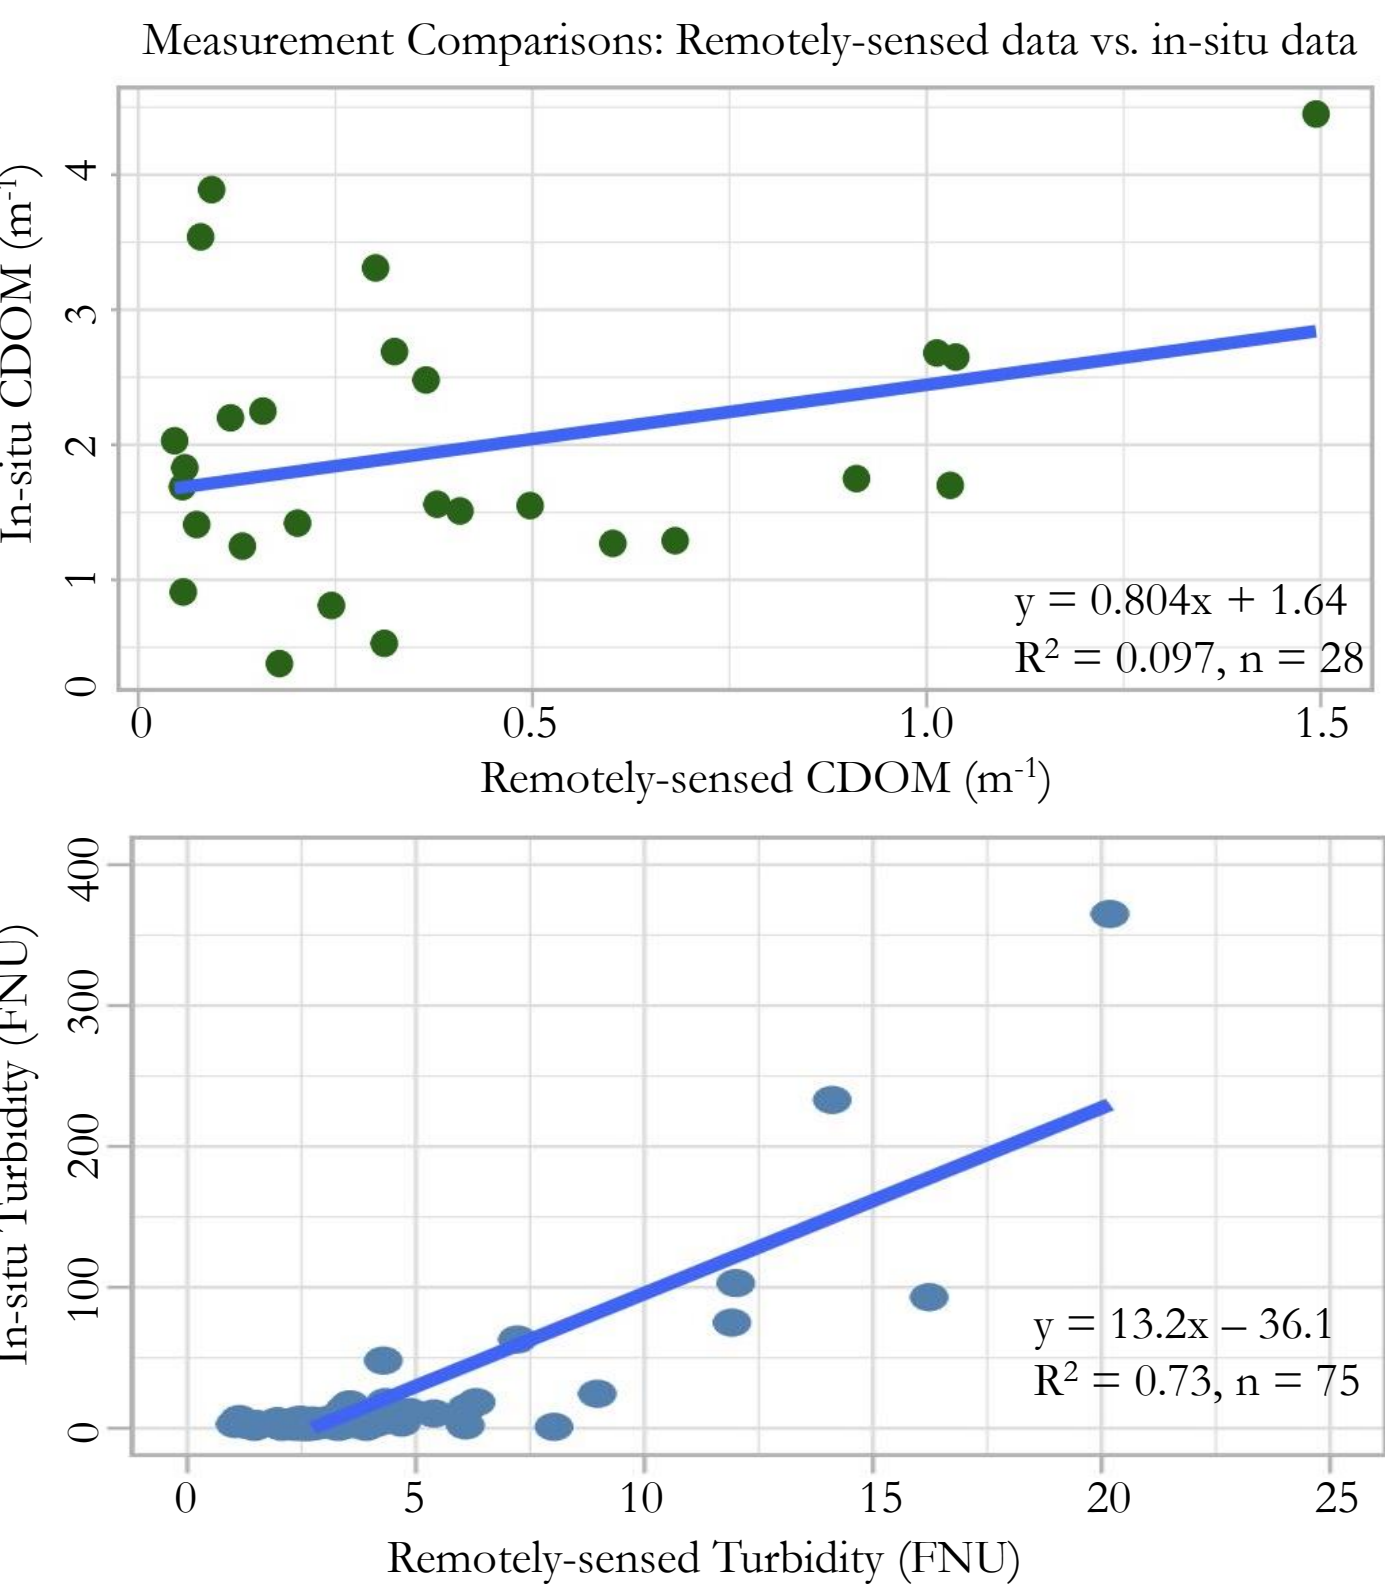 Measurement Comparisons: Remotely-sensed data vs. in-situ data
In-situ CDOM (m⁻¹)
4
3
2
1
0
y = 0.804x + 1.64
R² = 0.097, n = 28
0 0.5 1.0 1.5
Remotely-sensed CDOM (m⁻¹)
In-situ Turbidity (FNU)
400
300
200
100
0
y = 13.2x – 36.1
R² = 0.73, n = 75
0 5 10 15 20 25
Remotely-sensed Turbidity (FNU)